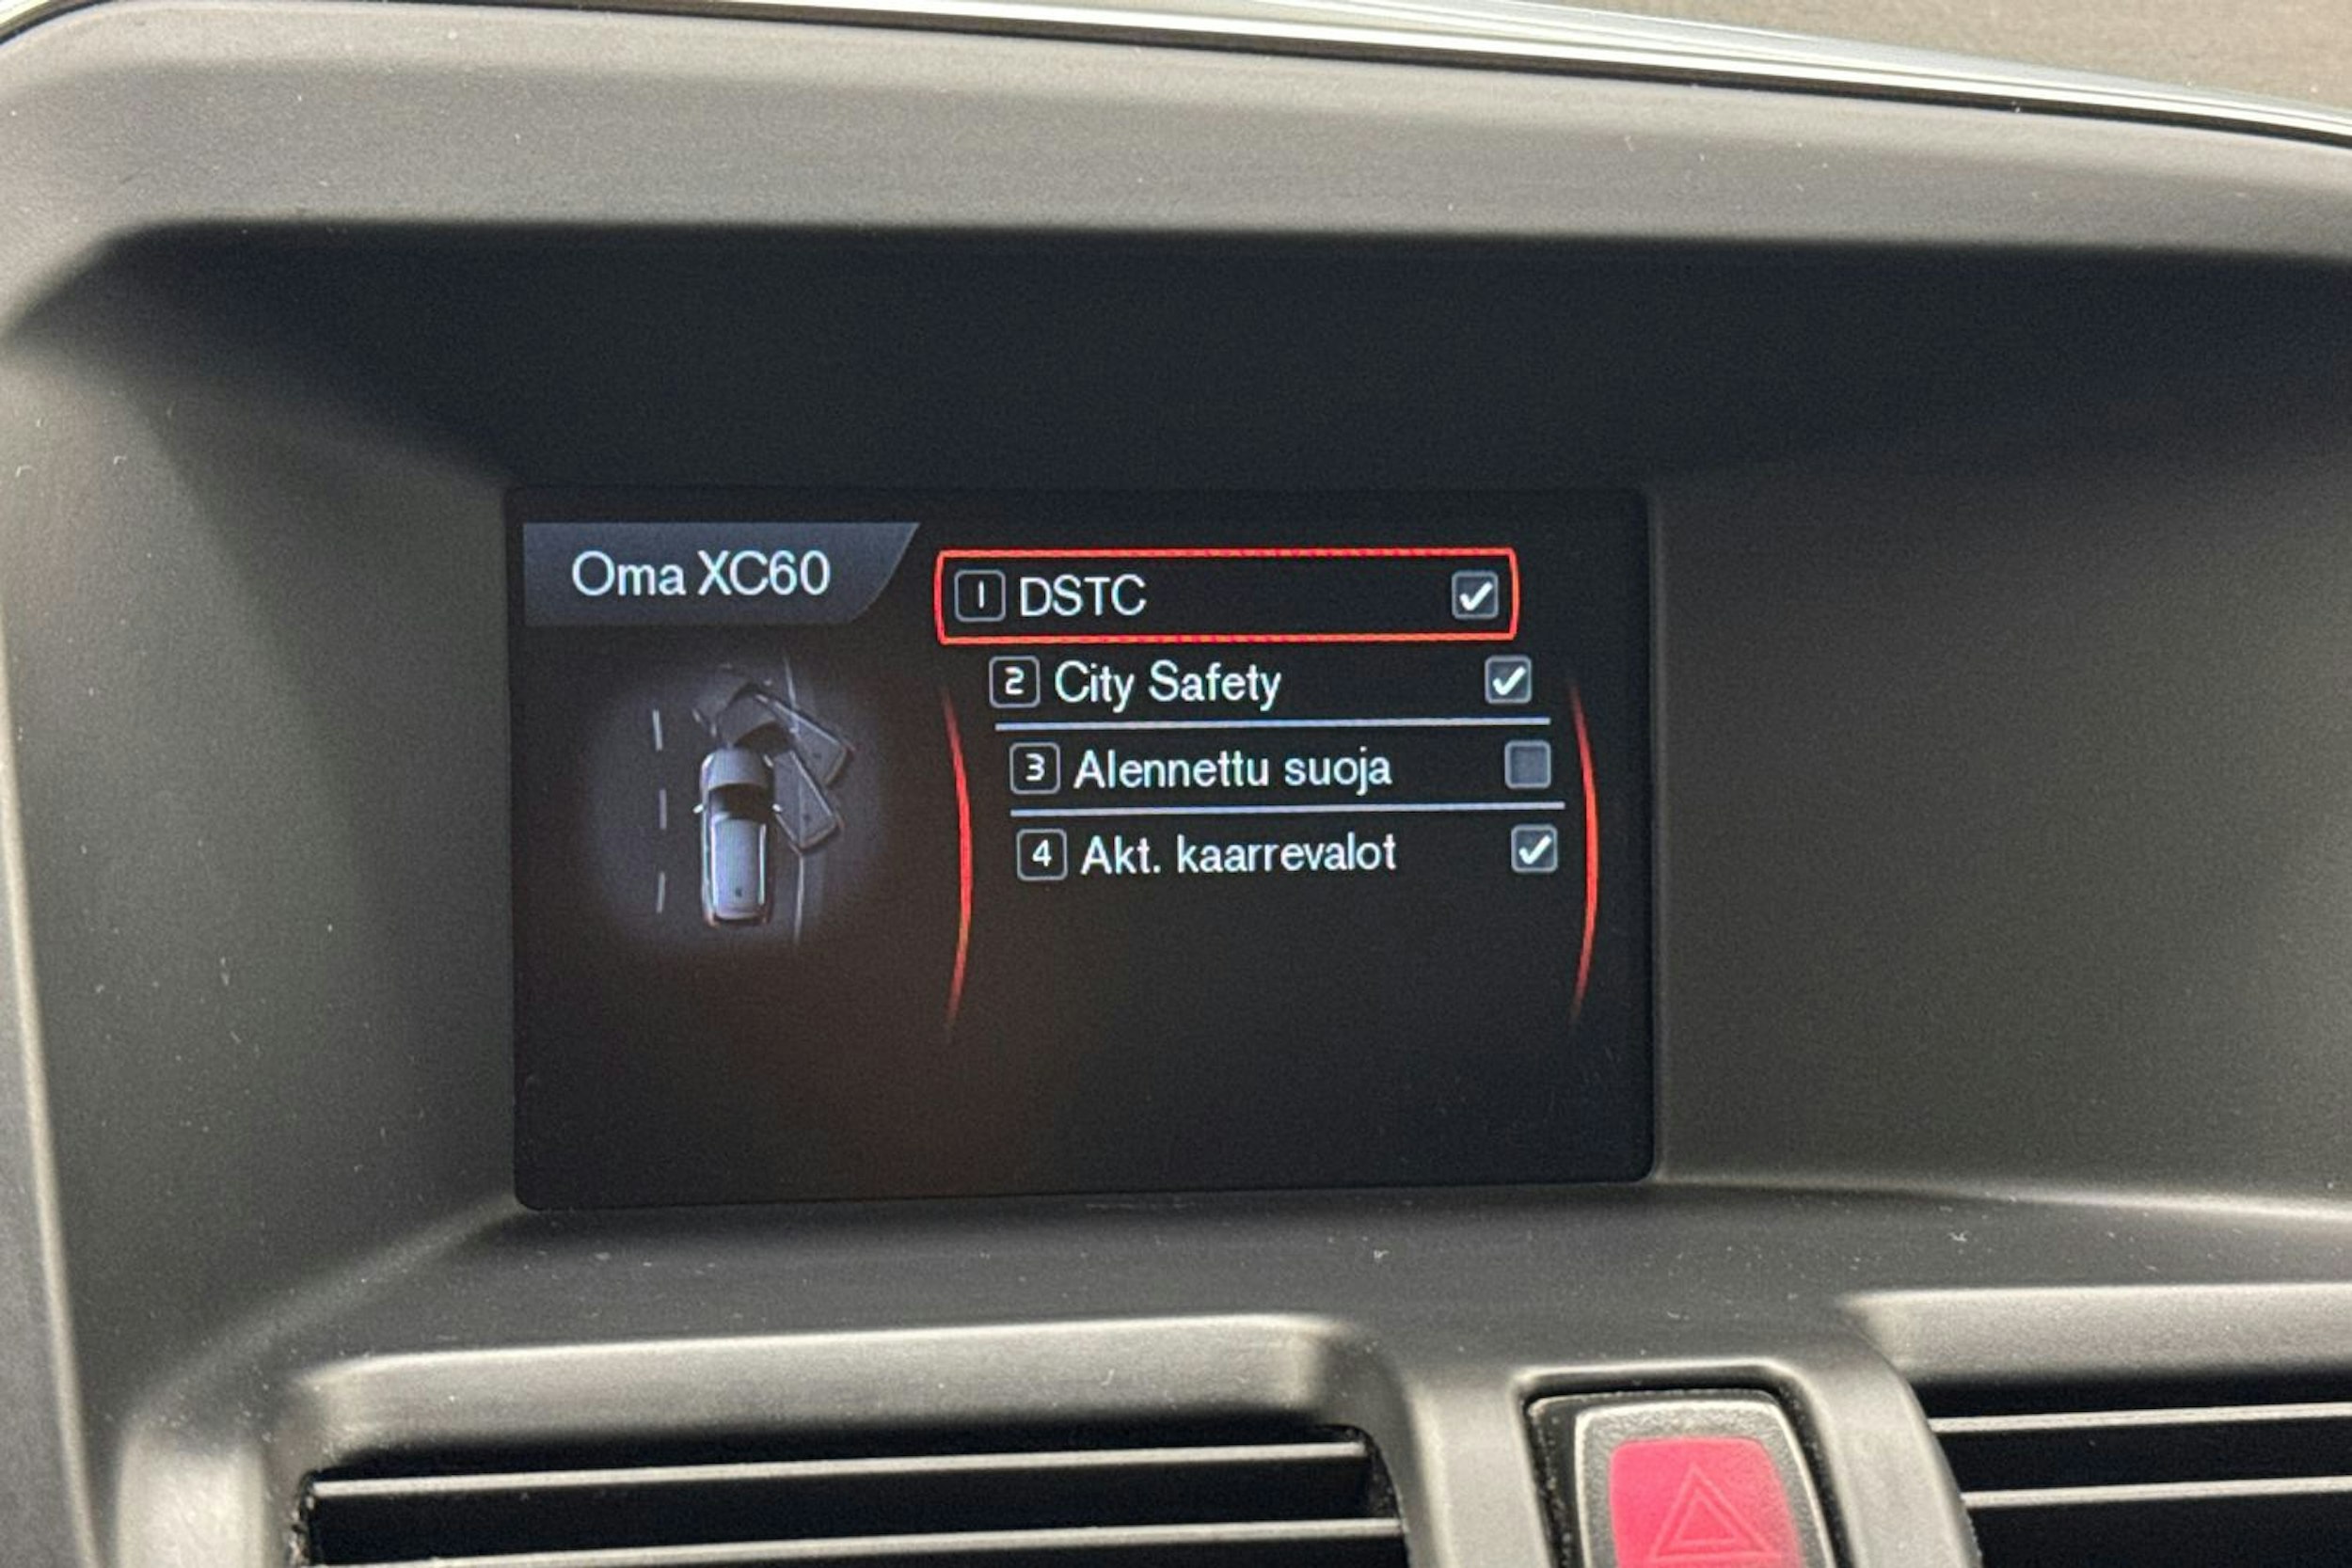 Oma XC60
1 DSTC
2 City Safety
3 Alennettu suoja
4 Akt. kaarrevalot